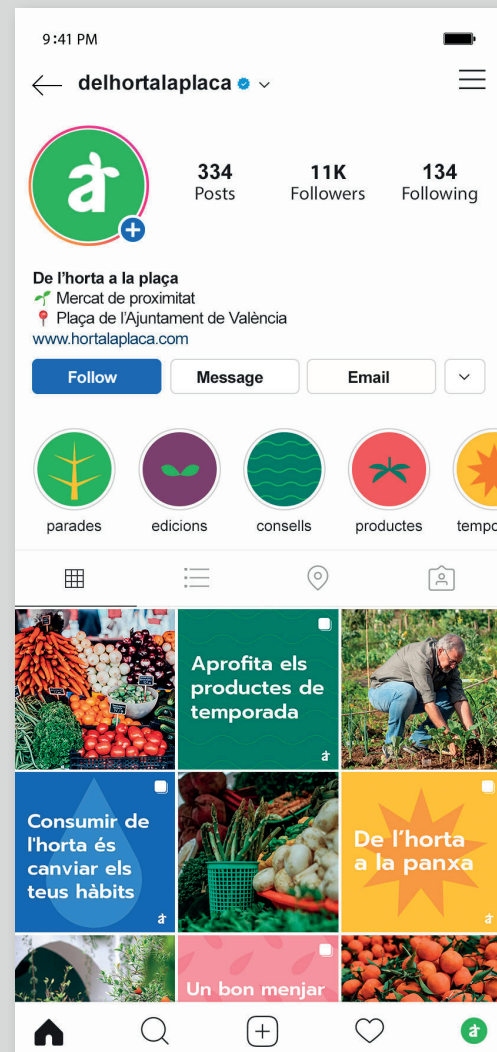 9:41 PM
delhortalaplaca
334
11K
134
Posts
Followers
Following
De l'horta a la plaça
Mercat de proximitat
Plaça de l'Ajuntament de València
www.hortalaplaca.com
Follow
Message
Email
parades
edicions
consells
productes
tempo
Aprofita els
productes de
temporada
Consumir de
l'horta és
canviar els
teus hàbits
De l'horta
a la panxa
Un bon menjar